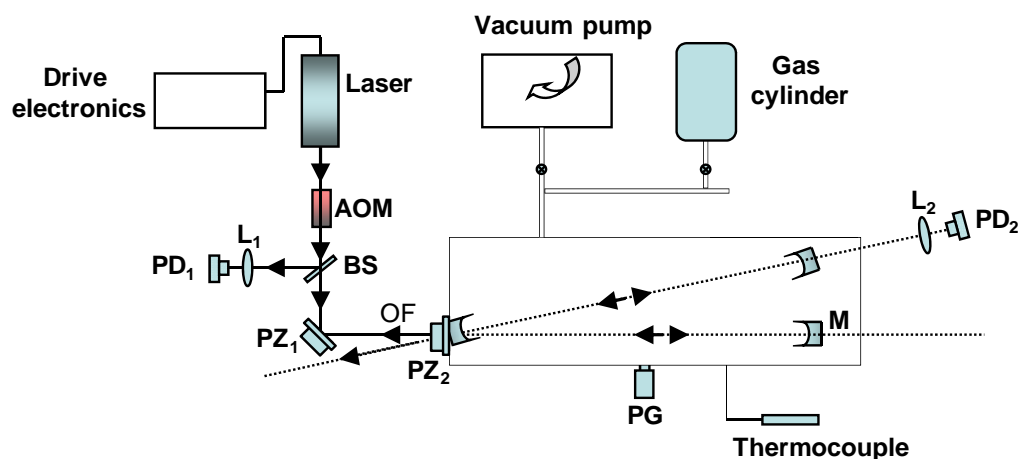 Vacuum pump
Drive
electronics
Laser
Gas
cylinder
AOM
L₁
PD₁
BS
L₂
PD₂
OF
PZ₁
PZ₂
M
PG
Thermocouple